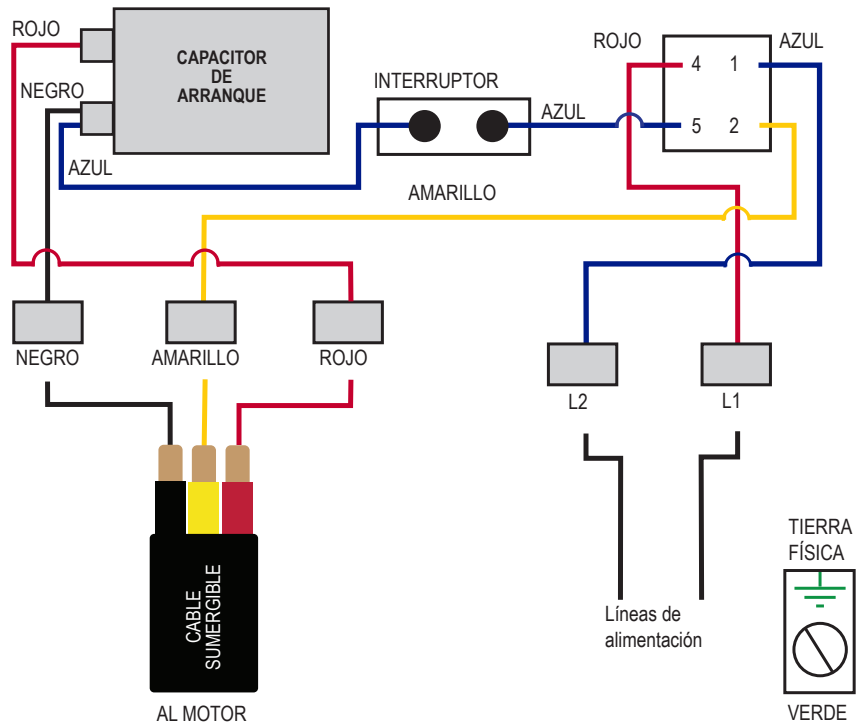 ROJO
CAPACITOR
DE
ARRANQUE
NEGRO
AZUL
INTERRUPTOR
AZUL
ROJO
AZUL
4 1
5 2
AMARILLO
NEGRO
AMARILLO
ROJO
L2
L1
CABLE
SUMERGIBLE
AL MOTOR
Líneas de
alimentación
TIERRA
FÍSICA
VERDE